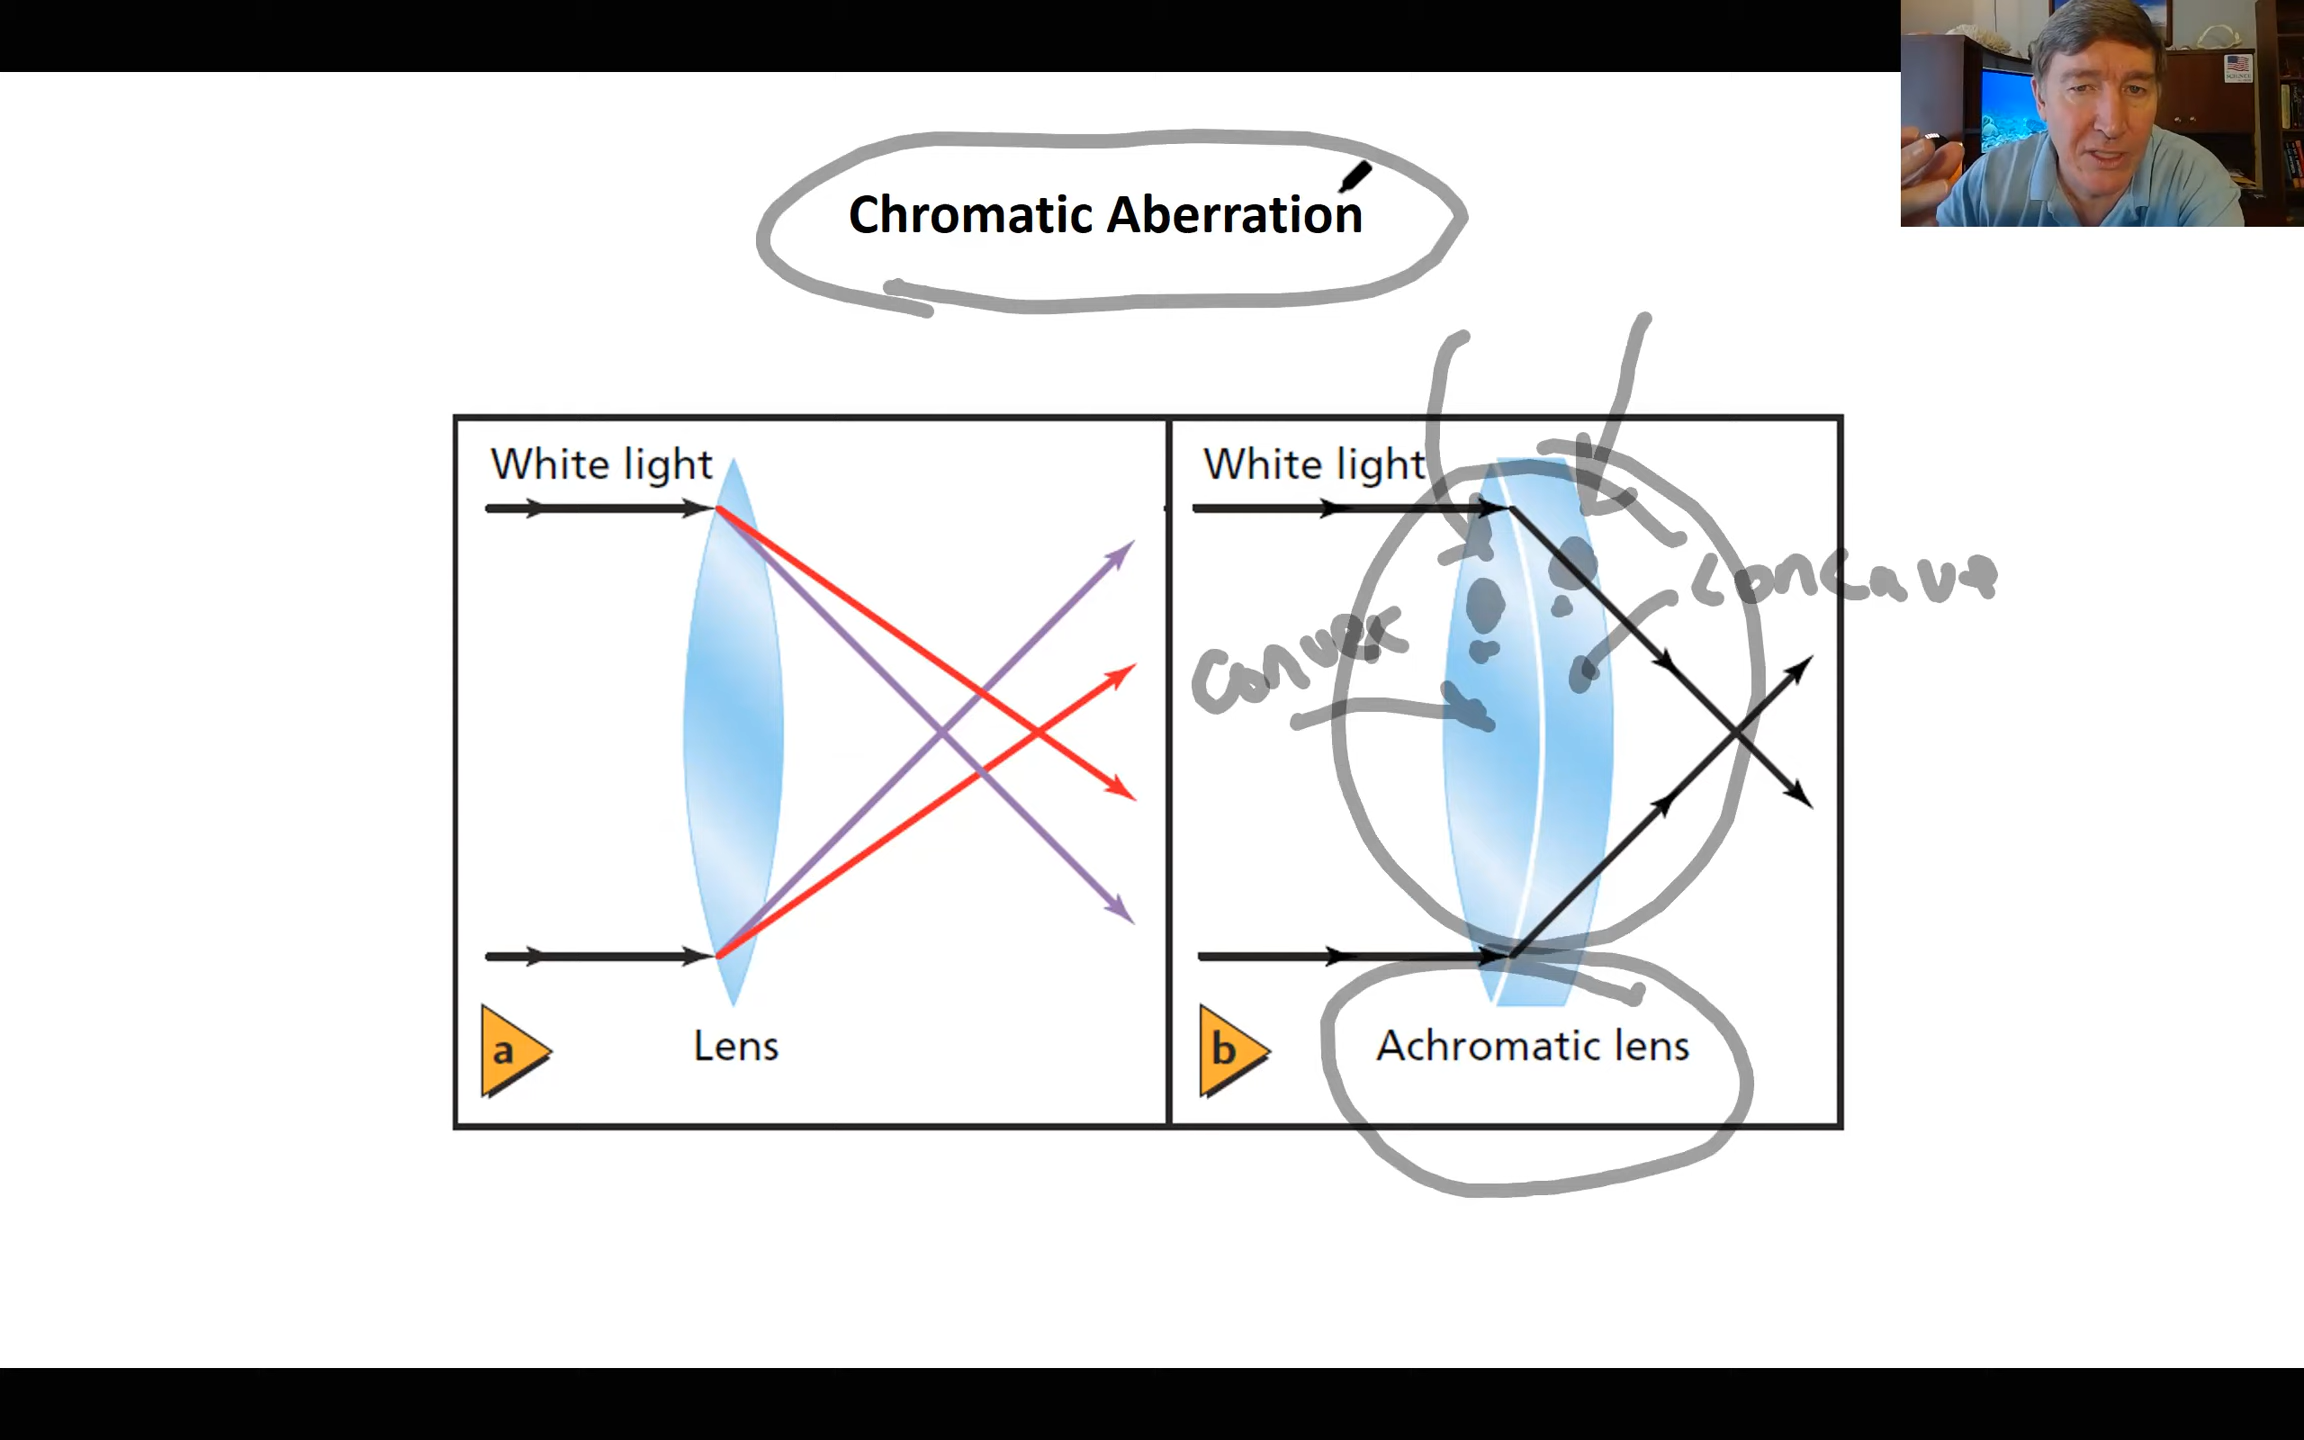 Chromatic Aberration
White light
White light
concave
convex
a
Lens
b
Achromatic lens